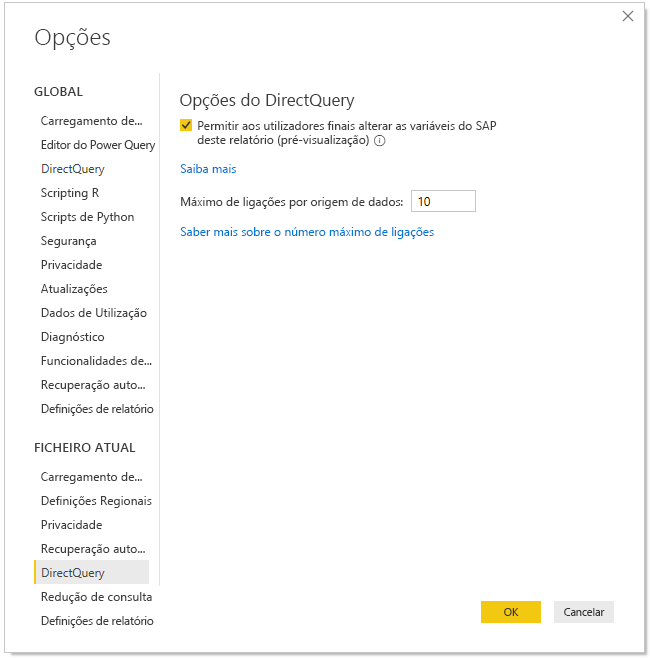 Opções
GLOBAL
Carregamento de...
Editor do Power Query
DirectQuery
Scripting R
Scripts de Python
Segurança
Privacidade
Atualizações
Dados de Utilização
Diagnóstico
Funcionalidades de...
Recuperação auto...
Definições de relatório
FICHEIRO ATUAL
Carregamento de...
Definições Regionais
Privacidade
Recuperação auto...
DirectQuery
Redução de consulta
Definições de relatório
Opções do DirectQuery
Permitir aos utilizadores finais alterar as variáveis do SAP
deste relatório (pré-visualização)
Saiba mais
Máximo de ligações por origem de dados: 10
Saber mais sobre o número máximo de ligações
OK Cancelar